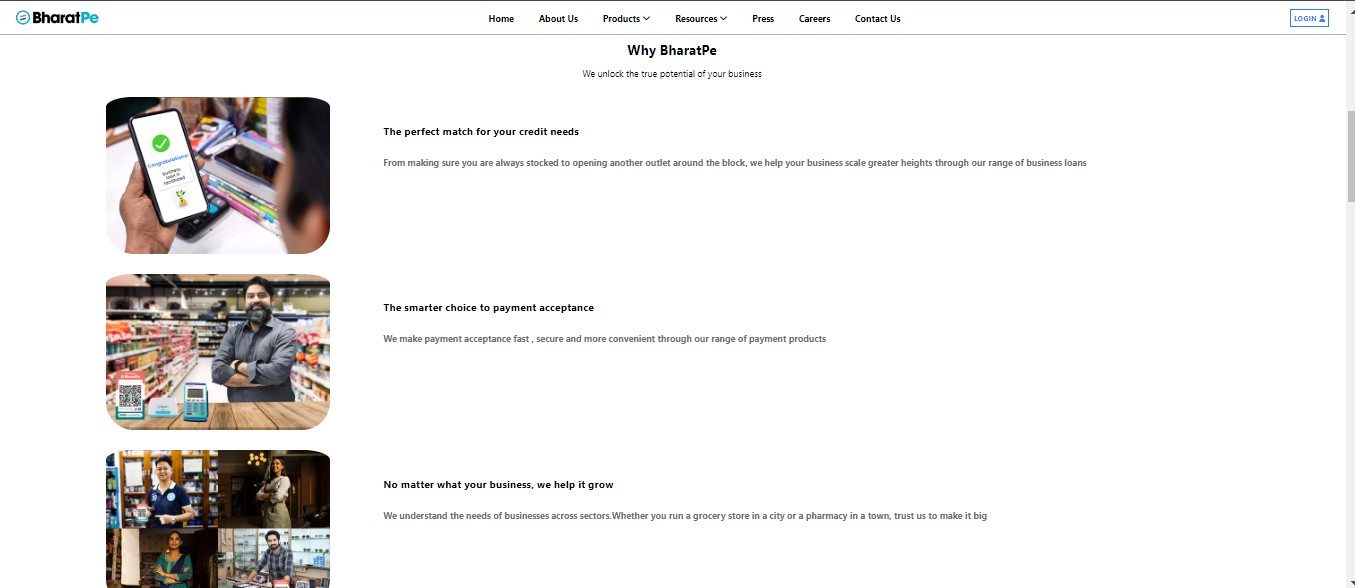 BharatPe
Home About Us Products Resources Press Careers Contact Us
LOGIN
Why BharatPe
We unlock the true potential of your business
Congratulations!
Business
loan is
The perfect match for your credit needs
From making sure you are always stocked to opening another outlet around the block, we help your business scale greater heights through our range of business loans
BharatPe
The smarter choice to payment acceptance
We make payment acceptance fast , secure and more convenient through our range of payment products
No matter what your business, we help it grow
We understand the needs of businesses across sectors.Whether you run a grocery store in a city or a pharmacy in a town, trust us to make it big